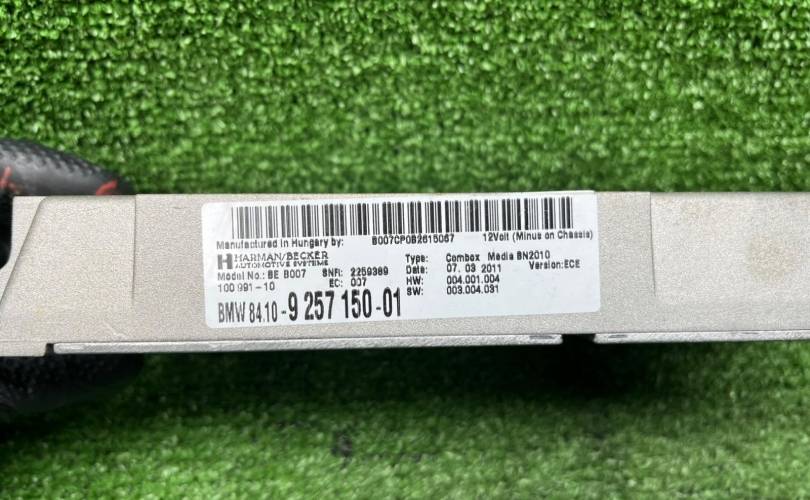 Manufactured in Hungary by: B007CP0B2615067 12Volt (Minus on Chassis)
HARMAN/BECKER Type: Combox Media BN2010
AUTOMOTIVE SYSTEMS Date: 07. 03 2011 Version:ECE
Model No.: BE B007 SNR: 2259389 HW: 004.001.004
100 991-10 EC: 007 SW: 003.004.031
BMW 84.10-9 257 150-01